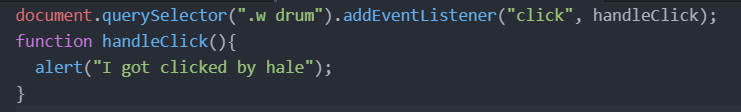 document.querySelector(".w drum").addEventListener("click", handleClick);
function handleClick(){
  alert("I got clicked by hale");
}